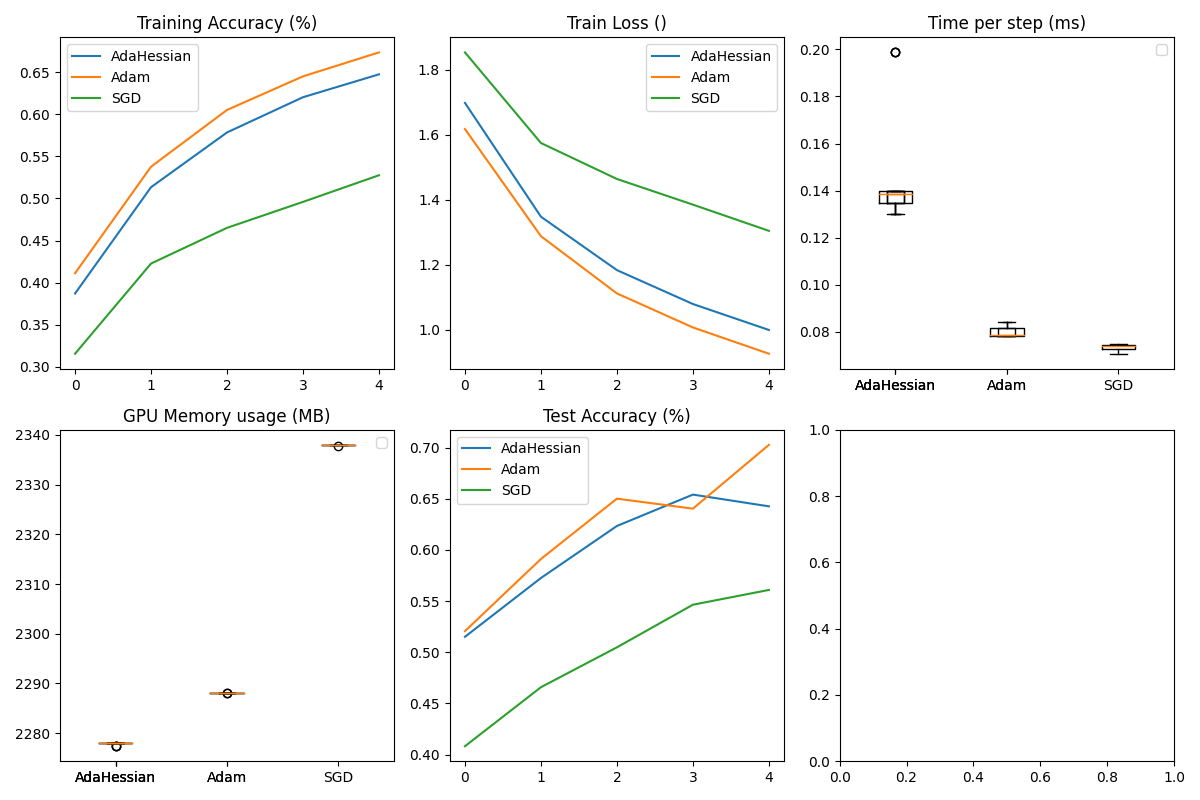 Training Accuracy (%)
AdaHessian
Adam
SGD
0.65
0.60
0.55
0.50
0.45
0.40
0.35
0.30
0 1 2 3 4
Train Loss ()
AdaHessian
Adam
SGD
1.8
1.6
1.4
1.2
1.0
0 1 2 3 4
Time per step (ms)
0.20
0.18
0.16
0.14
0.12
0.10
0.08
AdaHessian Adam SGD
GPU Memory usage (MB)
2340
2330
2320
2310
2300
2290
2280
AdaHessian Adam SGD
Test Accuracy (%)
AdaHessian
Adam
SGD
0.70
0.65
0.60
0.55
0.50
0.45
0.40
0 1 2 3 4
1.0
0.8
0.6
0.4
0.2
0.0
0.0 0.2 0.4 0.6 0.8 1.0